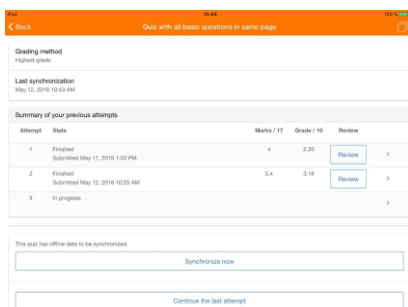 iPad 10:44 100 %
Back Quiz with all basic questions in same page
Grading method
Highest grade
Last synchronization
May 12, 2016 10:43 AM
Summary of your previous attempts
Attempt State Marks / 17 Grade / 10 Review
1 Finished 4 2.35 Review
Submitted May 11, 2016 1:53 PM
2 Finished 5.4 3.18 Review
Submitted May 12, 2016 10:25 AM
3 In progress
This quiz has offline data to be synchronized.
Synchronize now
Continue the last attempt